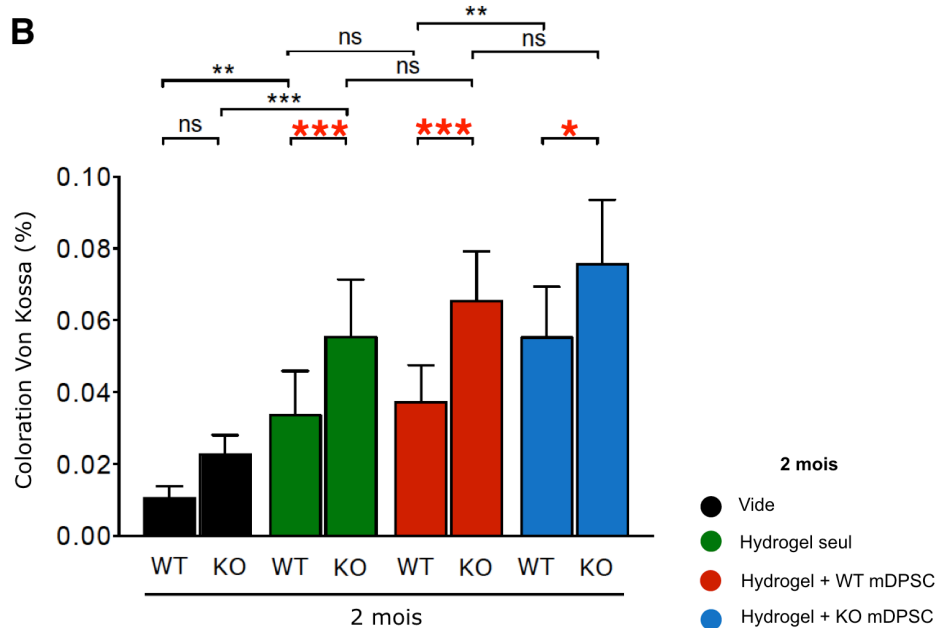 B
**
ns
ns
ns
**
***
ns
***
***
*
0.10
0.08
0.06
0.04
0.02
0.00
Coloration Von Kossa (%)
WT KO WT KO WT KO WT KO
2 mois
2 mois
Vide
Hydrogel seul
Hydrogel + WT mDPSC
Hydrogel + KO mDPSC